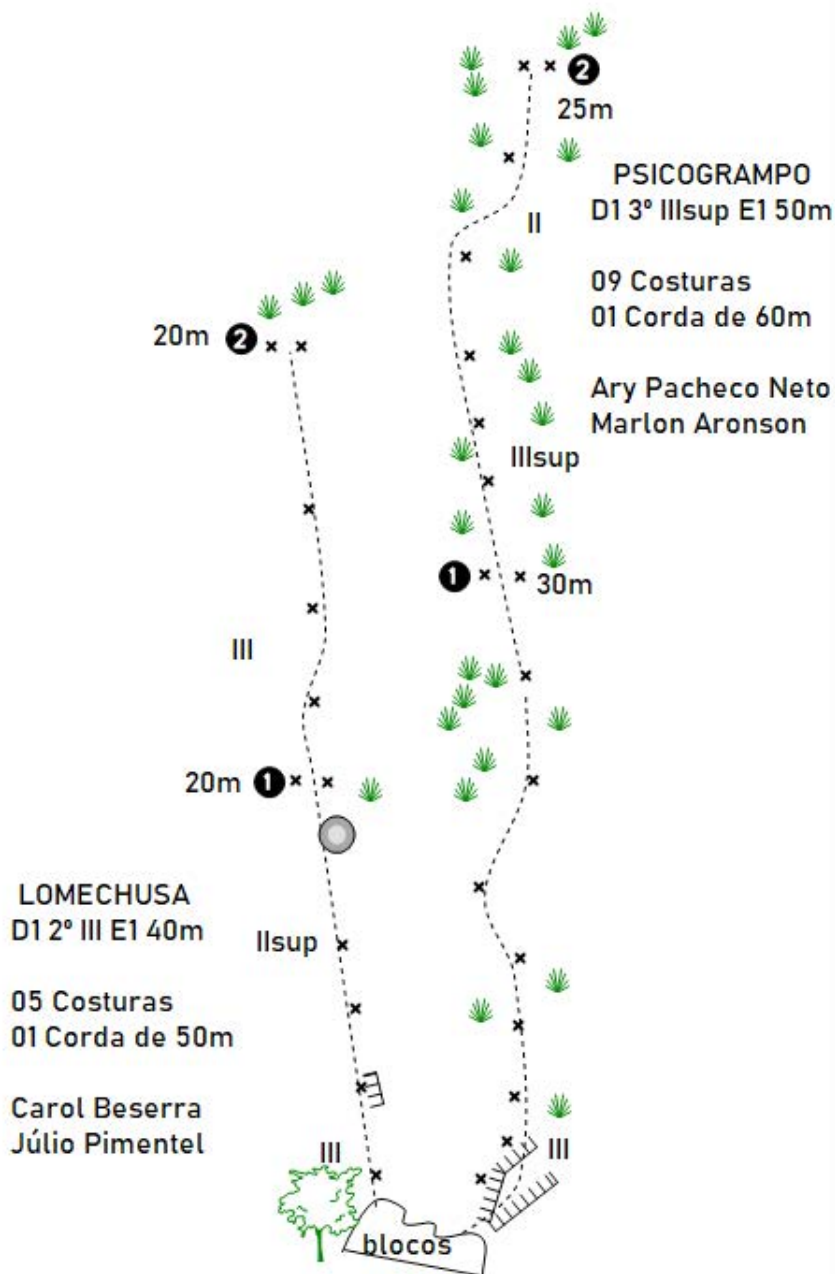 2
25m
PSICOGRAMPO
D1 3º IIIsup E1 50m
II
09 Costuras
01 Corda de 60m
20m 2
Ary Pacheco Neto
Marlon Aronson
IIIsup
1 30m
III
20m 1
LOMECHUSA
D1 2º III E1 40m
IIsup
05 Costuras
01 Corda de 50m
Carol Beserra
Júlio Pimentel
III
III
blocos